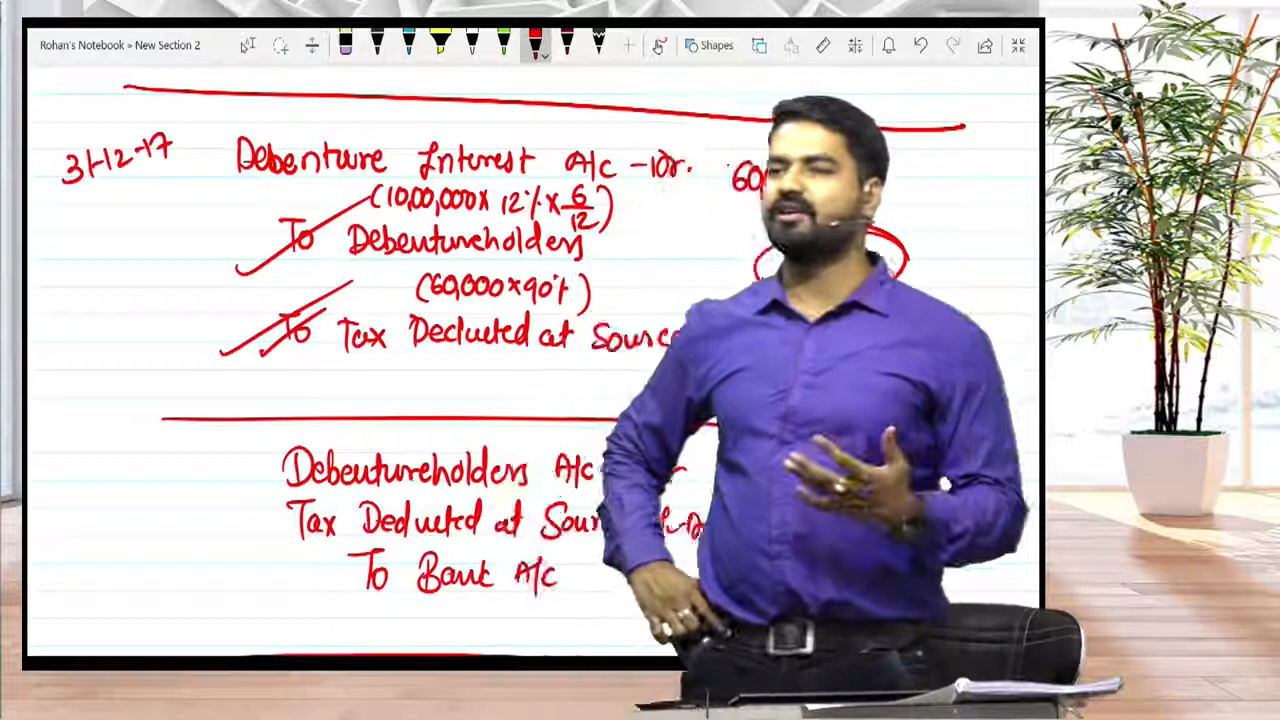 Rohan's Notebook » New Section 2
Shapes
31-12-17 Debenture Interest A/c -Dr. 60,
(10,00,000 x 12% x 6/12)
To Debentureholders
(60,000 x 90%)
To Tax Deducted at Source
Debentureholders A/c
Tax Deducted at Sour
To Bank A/c